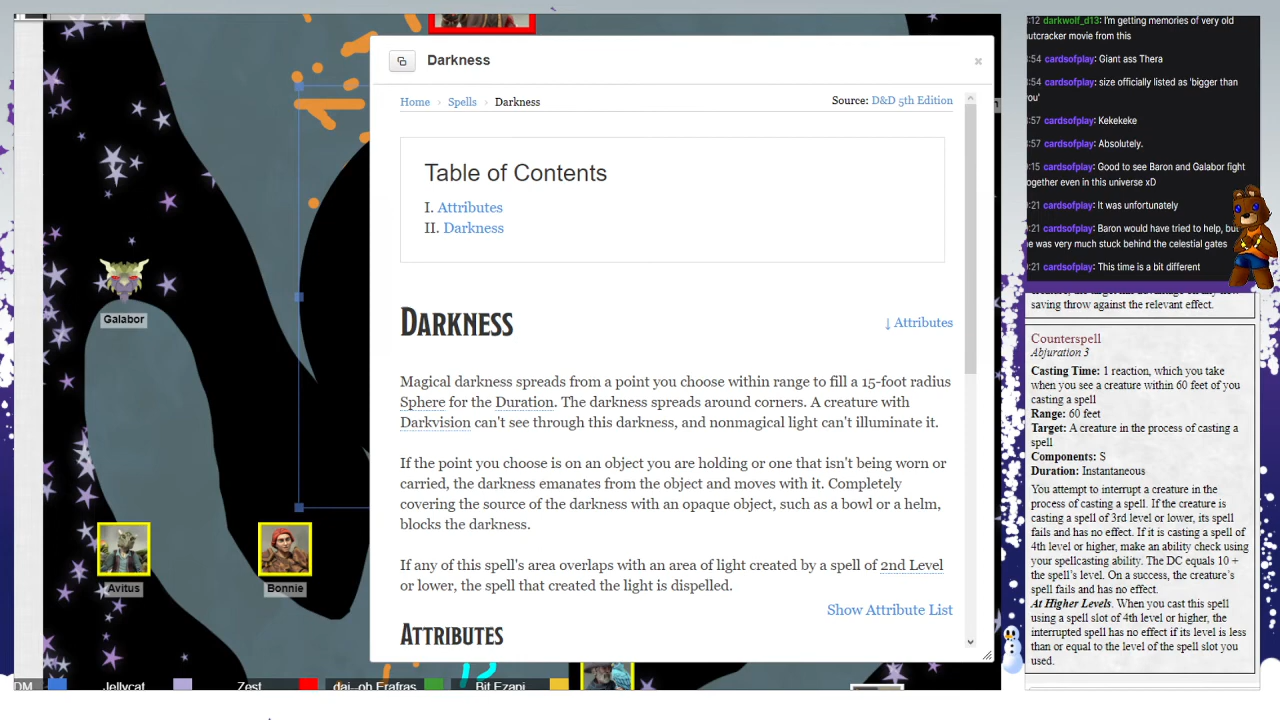 Darkness
×
Home › Spells › Darkness
Source: D&D 5th Edition
Table of Contents
I. Attributes
II. Darkness
Darkness
↓ Attributes
Magical darkness spreads from a point you choose within range to fill a 15-foot radius
Sphere for the Duration. The darkness spreads around corners. A creature with
Darkvision can't see through this darkness, and nonmagical light can't illuminate it.
If the point you choose is on an object you are holding or one that isn't being worn or
carried, the darkness emanates from the object and moves with it. Completely
covering the source of the darkness with an opaque object, such as a bowl or a helm,
blocks the darkness.
If any of this spell's area overlaps with an area of light created by a spell of 2nd Level
or lower, the spell that created the light is dispelled.
Show Attribute List
Attributes
Galabor
Avitus
Bonnie
DM
Jellycat
Zest
Bit Ezapi
:12 darkwolf_d13: I'm getting memories of very old
utcracker movie from this
:54 cardsofplay: Giant ass Thera
:54 cardsofplay: size officially listed as 'bigger than
you'
:57 cardsofplay: Kekekeke
:57 cardsofplay: Absolutely.
:15 cardsofplay: Good to see Baron and Galabor fight
ogether even in this universe xD
:21 cardsofplay: It was unfortunately
:21 cardsofplay: Baron would have tried to help, but
e was very much stuck behind the celestial gates
:21 cardsofplay: This time is a bit different
saving throw against the relevant effect.
Counterspell
Abjuration 3
Casting Time: 1 reaction, which you take
when you see a creature within 60 feet of you
casting a spell
Range: 60 feet
Target: A creature in the process of casting a
spell
Components: S
Duration: Instantaneous
You attempt to interrupt a creature in the
process of casting a spell. If the creature is
casting a spell of 3rd level or lower, its spell
fails and has no effect. If it is casting a spell of
4th level or higher, make an ability check using
your spellcasting ability. The DC equals 10 +
the spell's level. On a success, the creature's
spell fails and has no effect.
At Higher Levels. When you cast this spell
using a spell slot of 4th level or higher, the
interrupted spell has no effect if its level is less
than or equal to the level of the spell slot you
used.